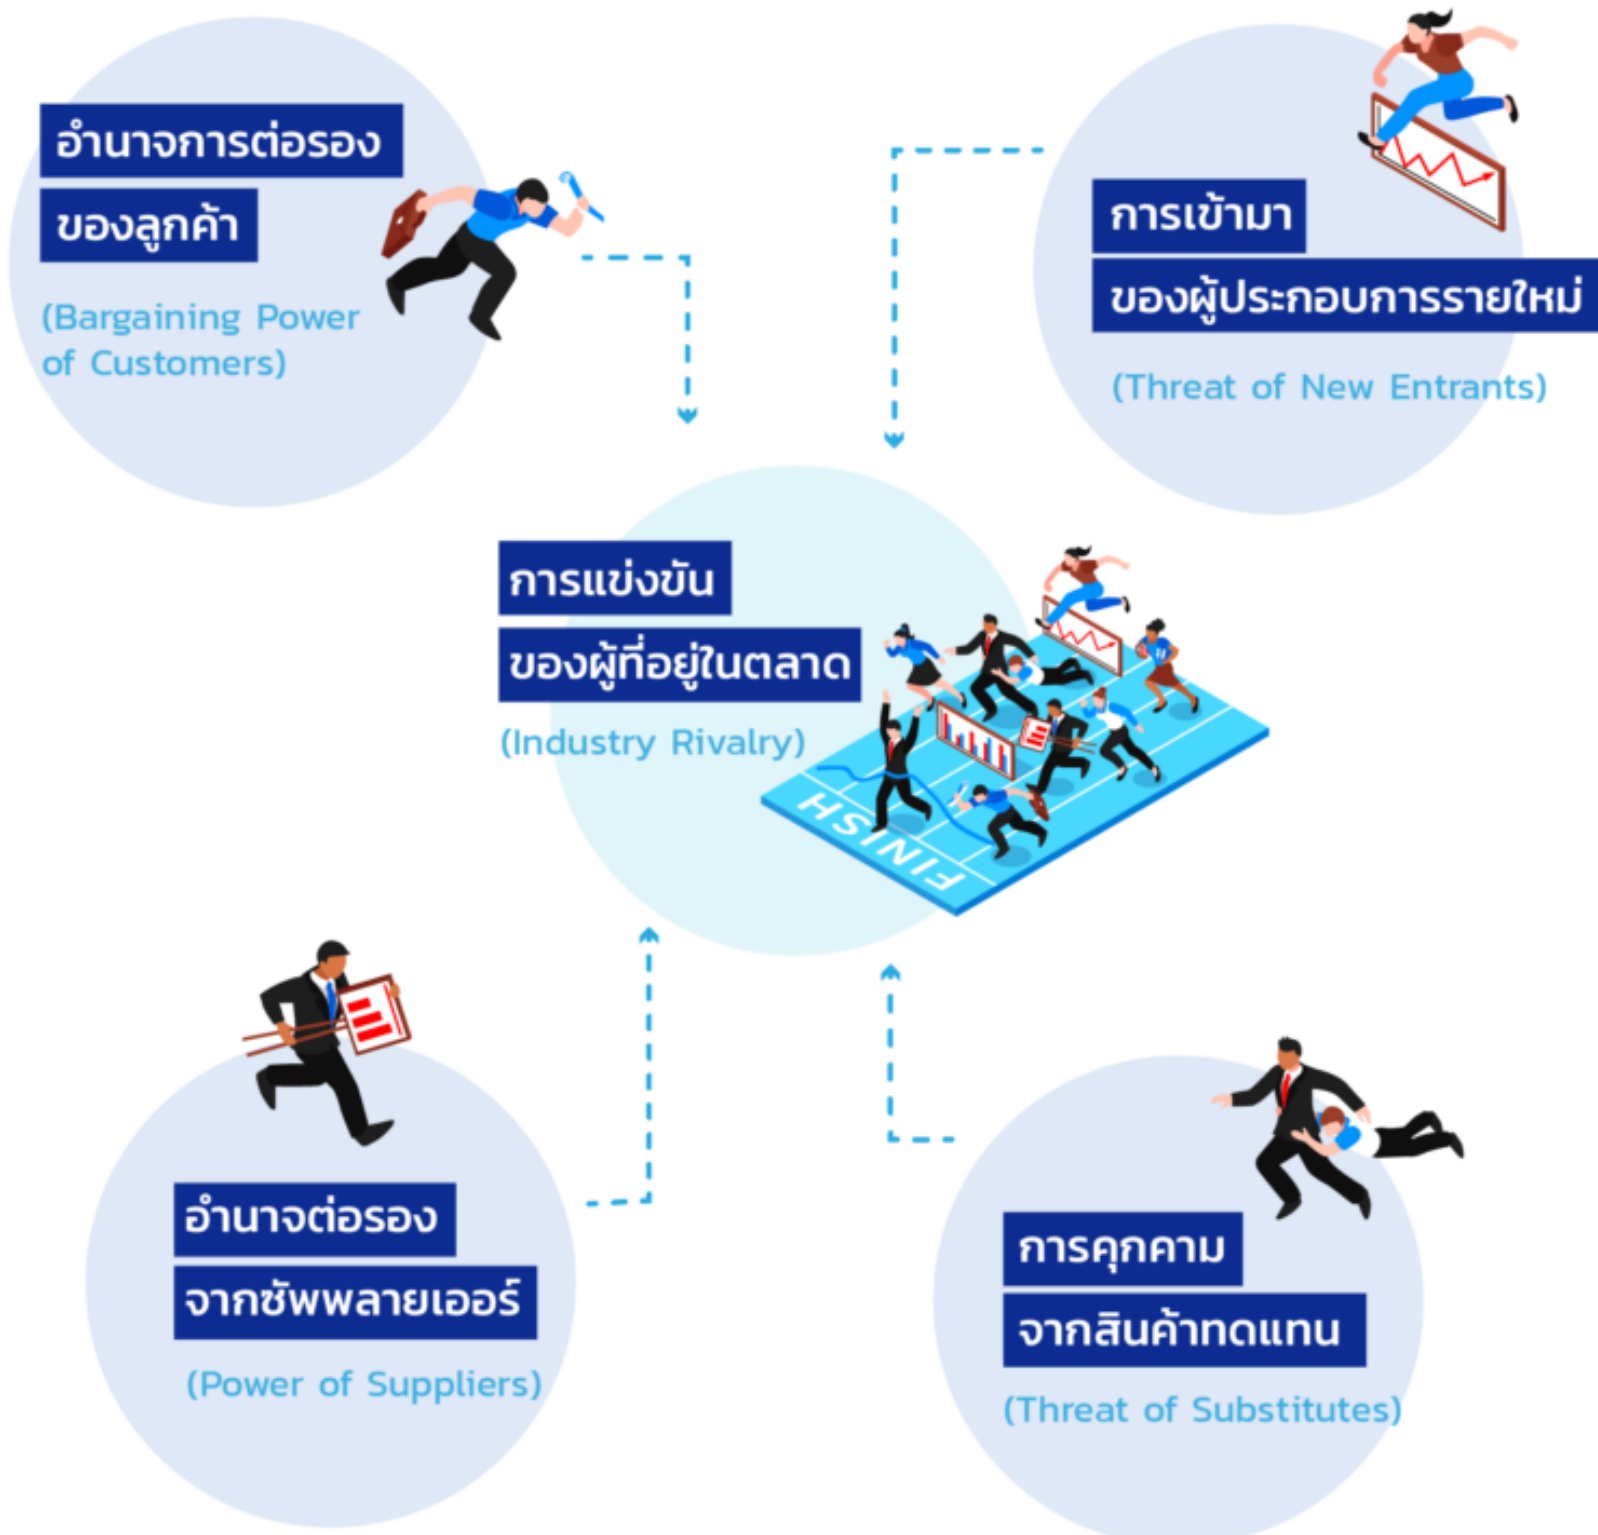 อำนาจการต่อรอง
ของลูกค้า
(Bargaining Power
of Customers)
การเข้ามา
ของผู้ประกอบการรายใหม่
(Threat of New Entrants)
การแข่งขัน
ของผู้ที่อยู่ในตลาด
(Industry Rivalry)
FINISH
อำนาจต่อรอง
จากซัพพลายเออร์
(Power of Suppliers)
การคุกคาม
จากสินค้าทดแทน
(Threat of Substitutes)